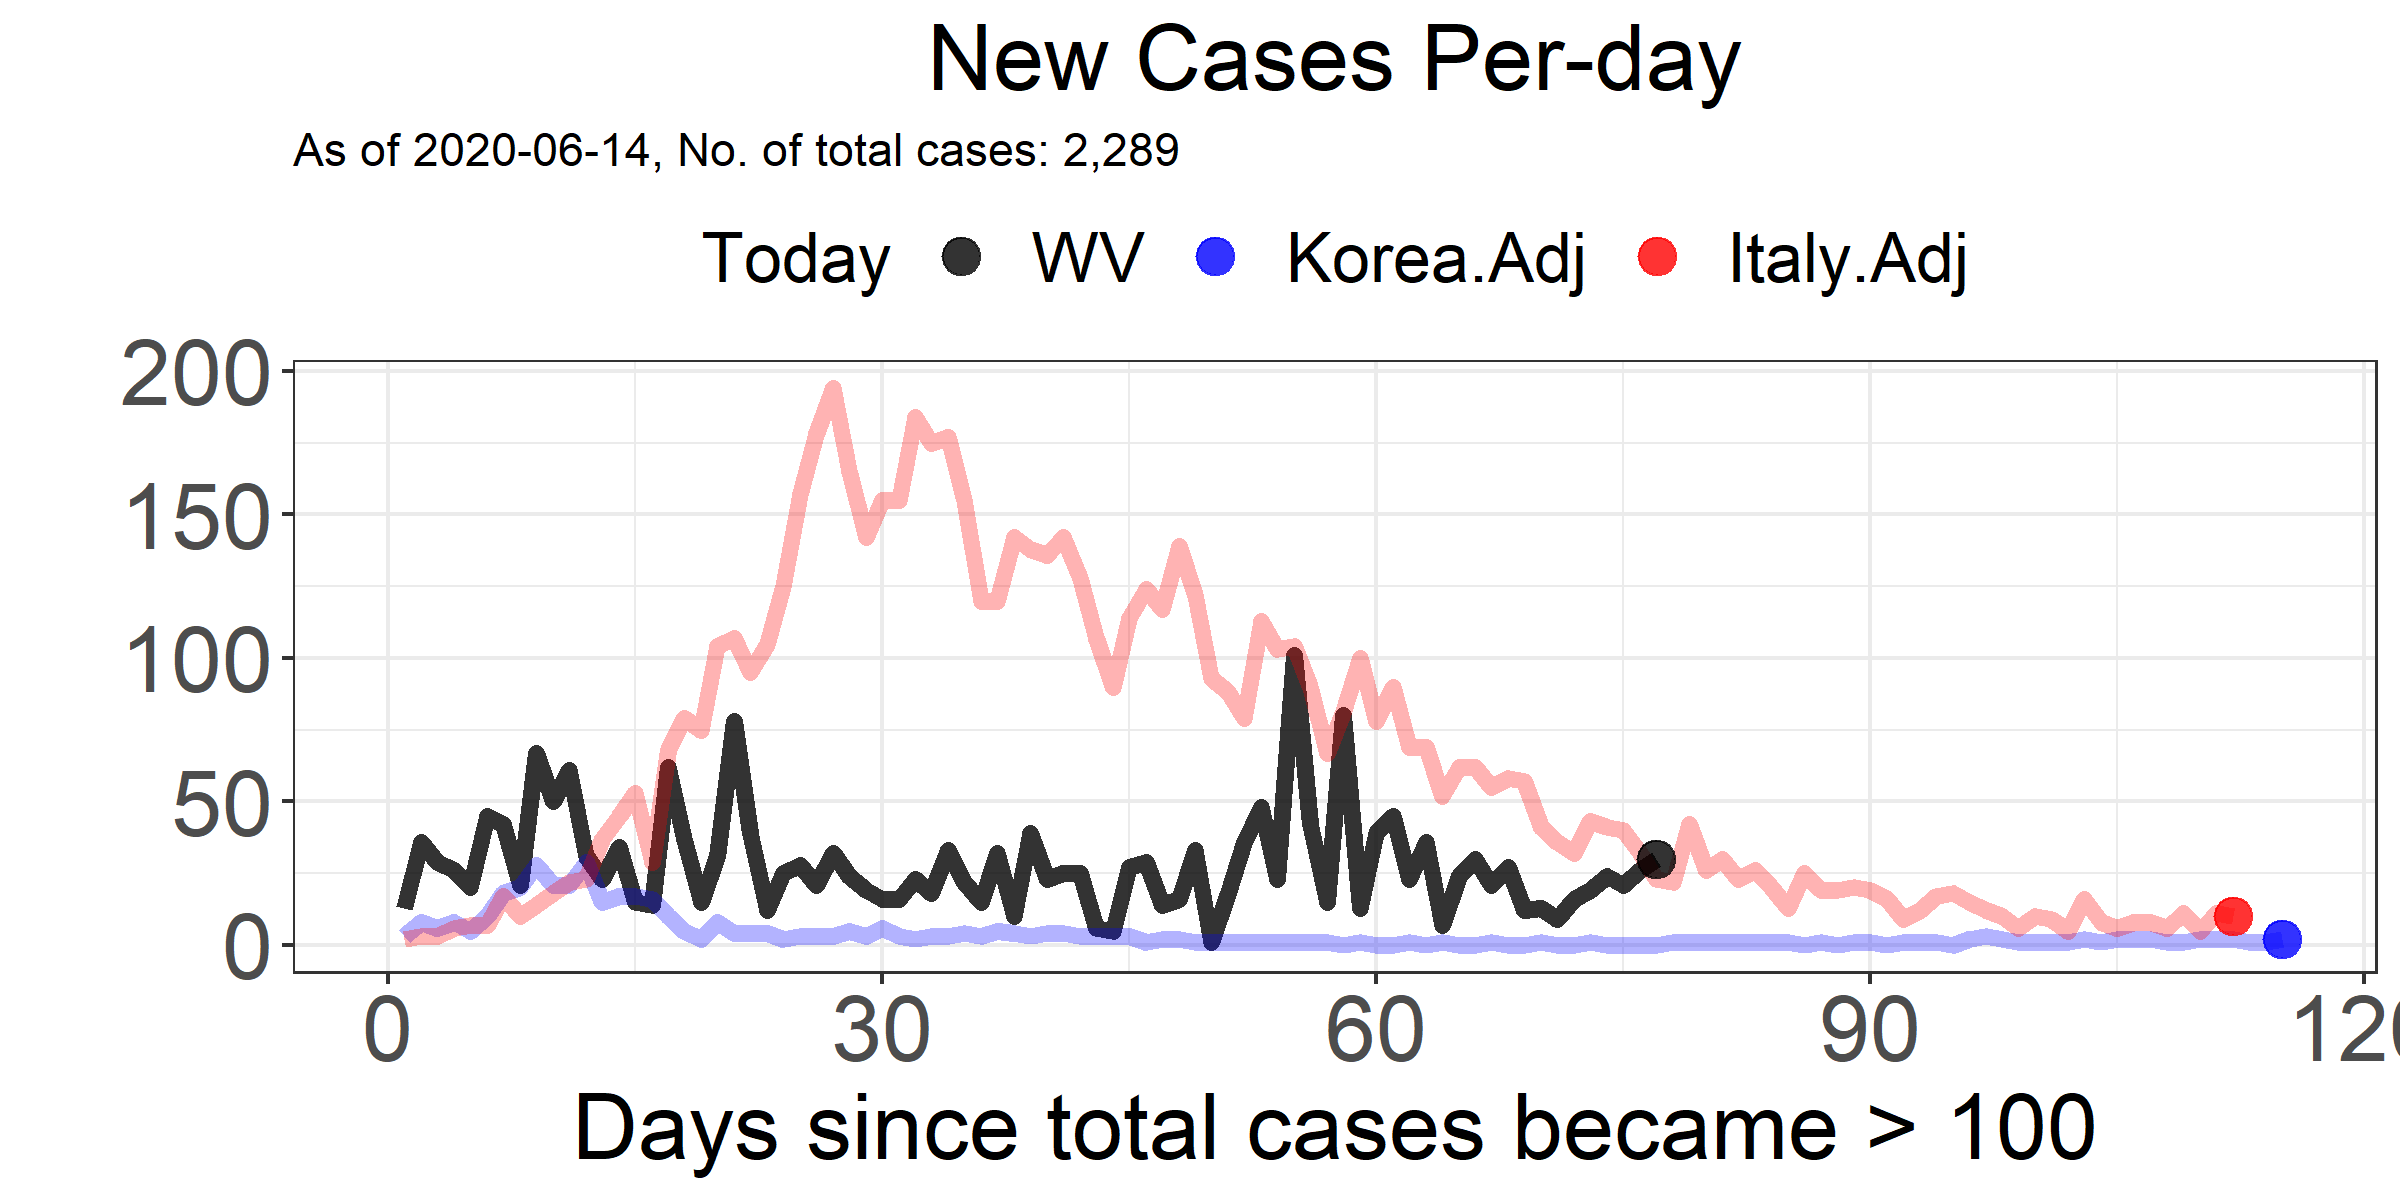 New Cases Per-day
As of 2020-06-14, No. of total cases: 2,289
Today WV Korea.Adj Italy.Adj
200
150
100
50
0
0 30 60 90 120
Days since total cases became > 100